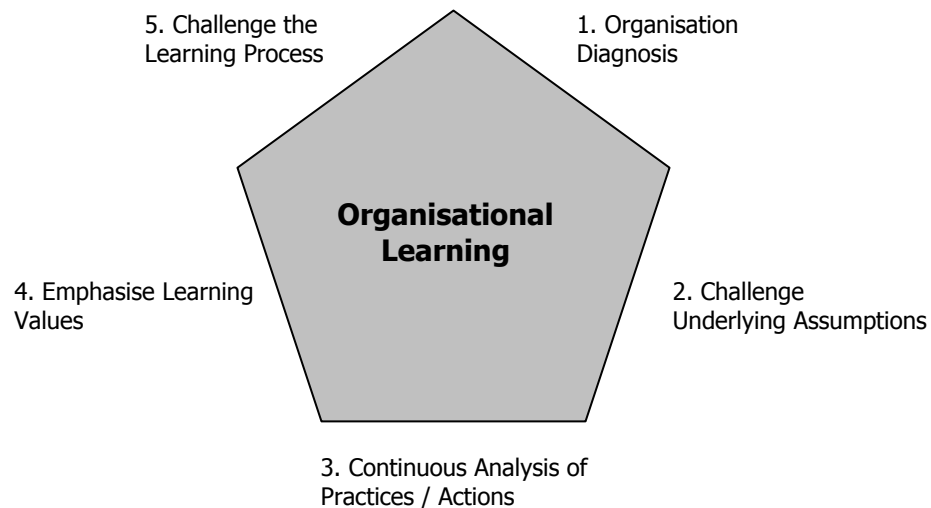 5. Challenge the
Learning Process
1. Organisation
Diagnosis
Organisational
Learning
4. Emphasise Learning
Values
2. Challenge
Underlying Assumptions
3. Continuous Analysis of
Practices / Actions